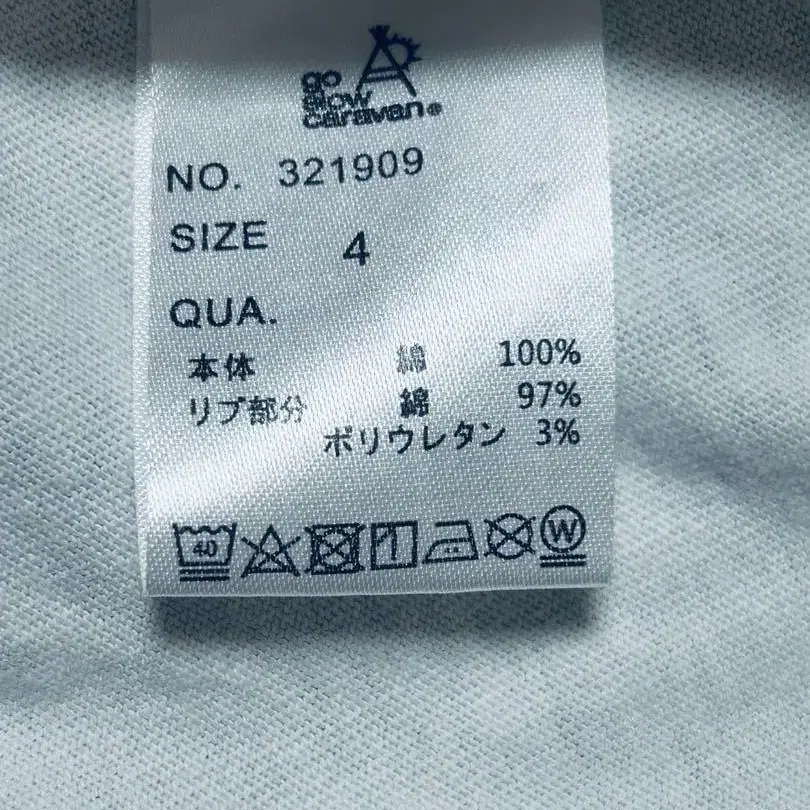 go
slow
caravan®
NO. 321909
SIZE 4
QUA.
本体 綿 100%
リブ部分 綿 97%
ポリウレタン 3%
40 W